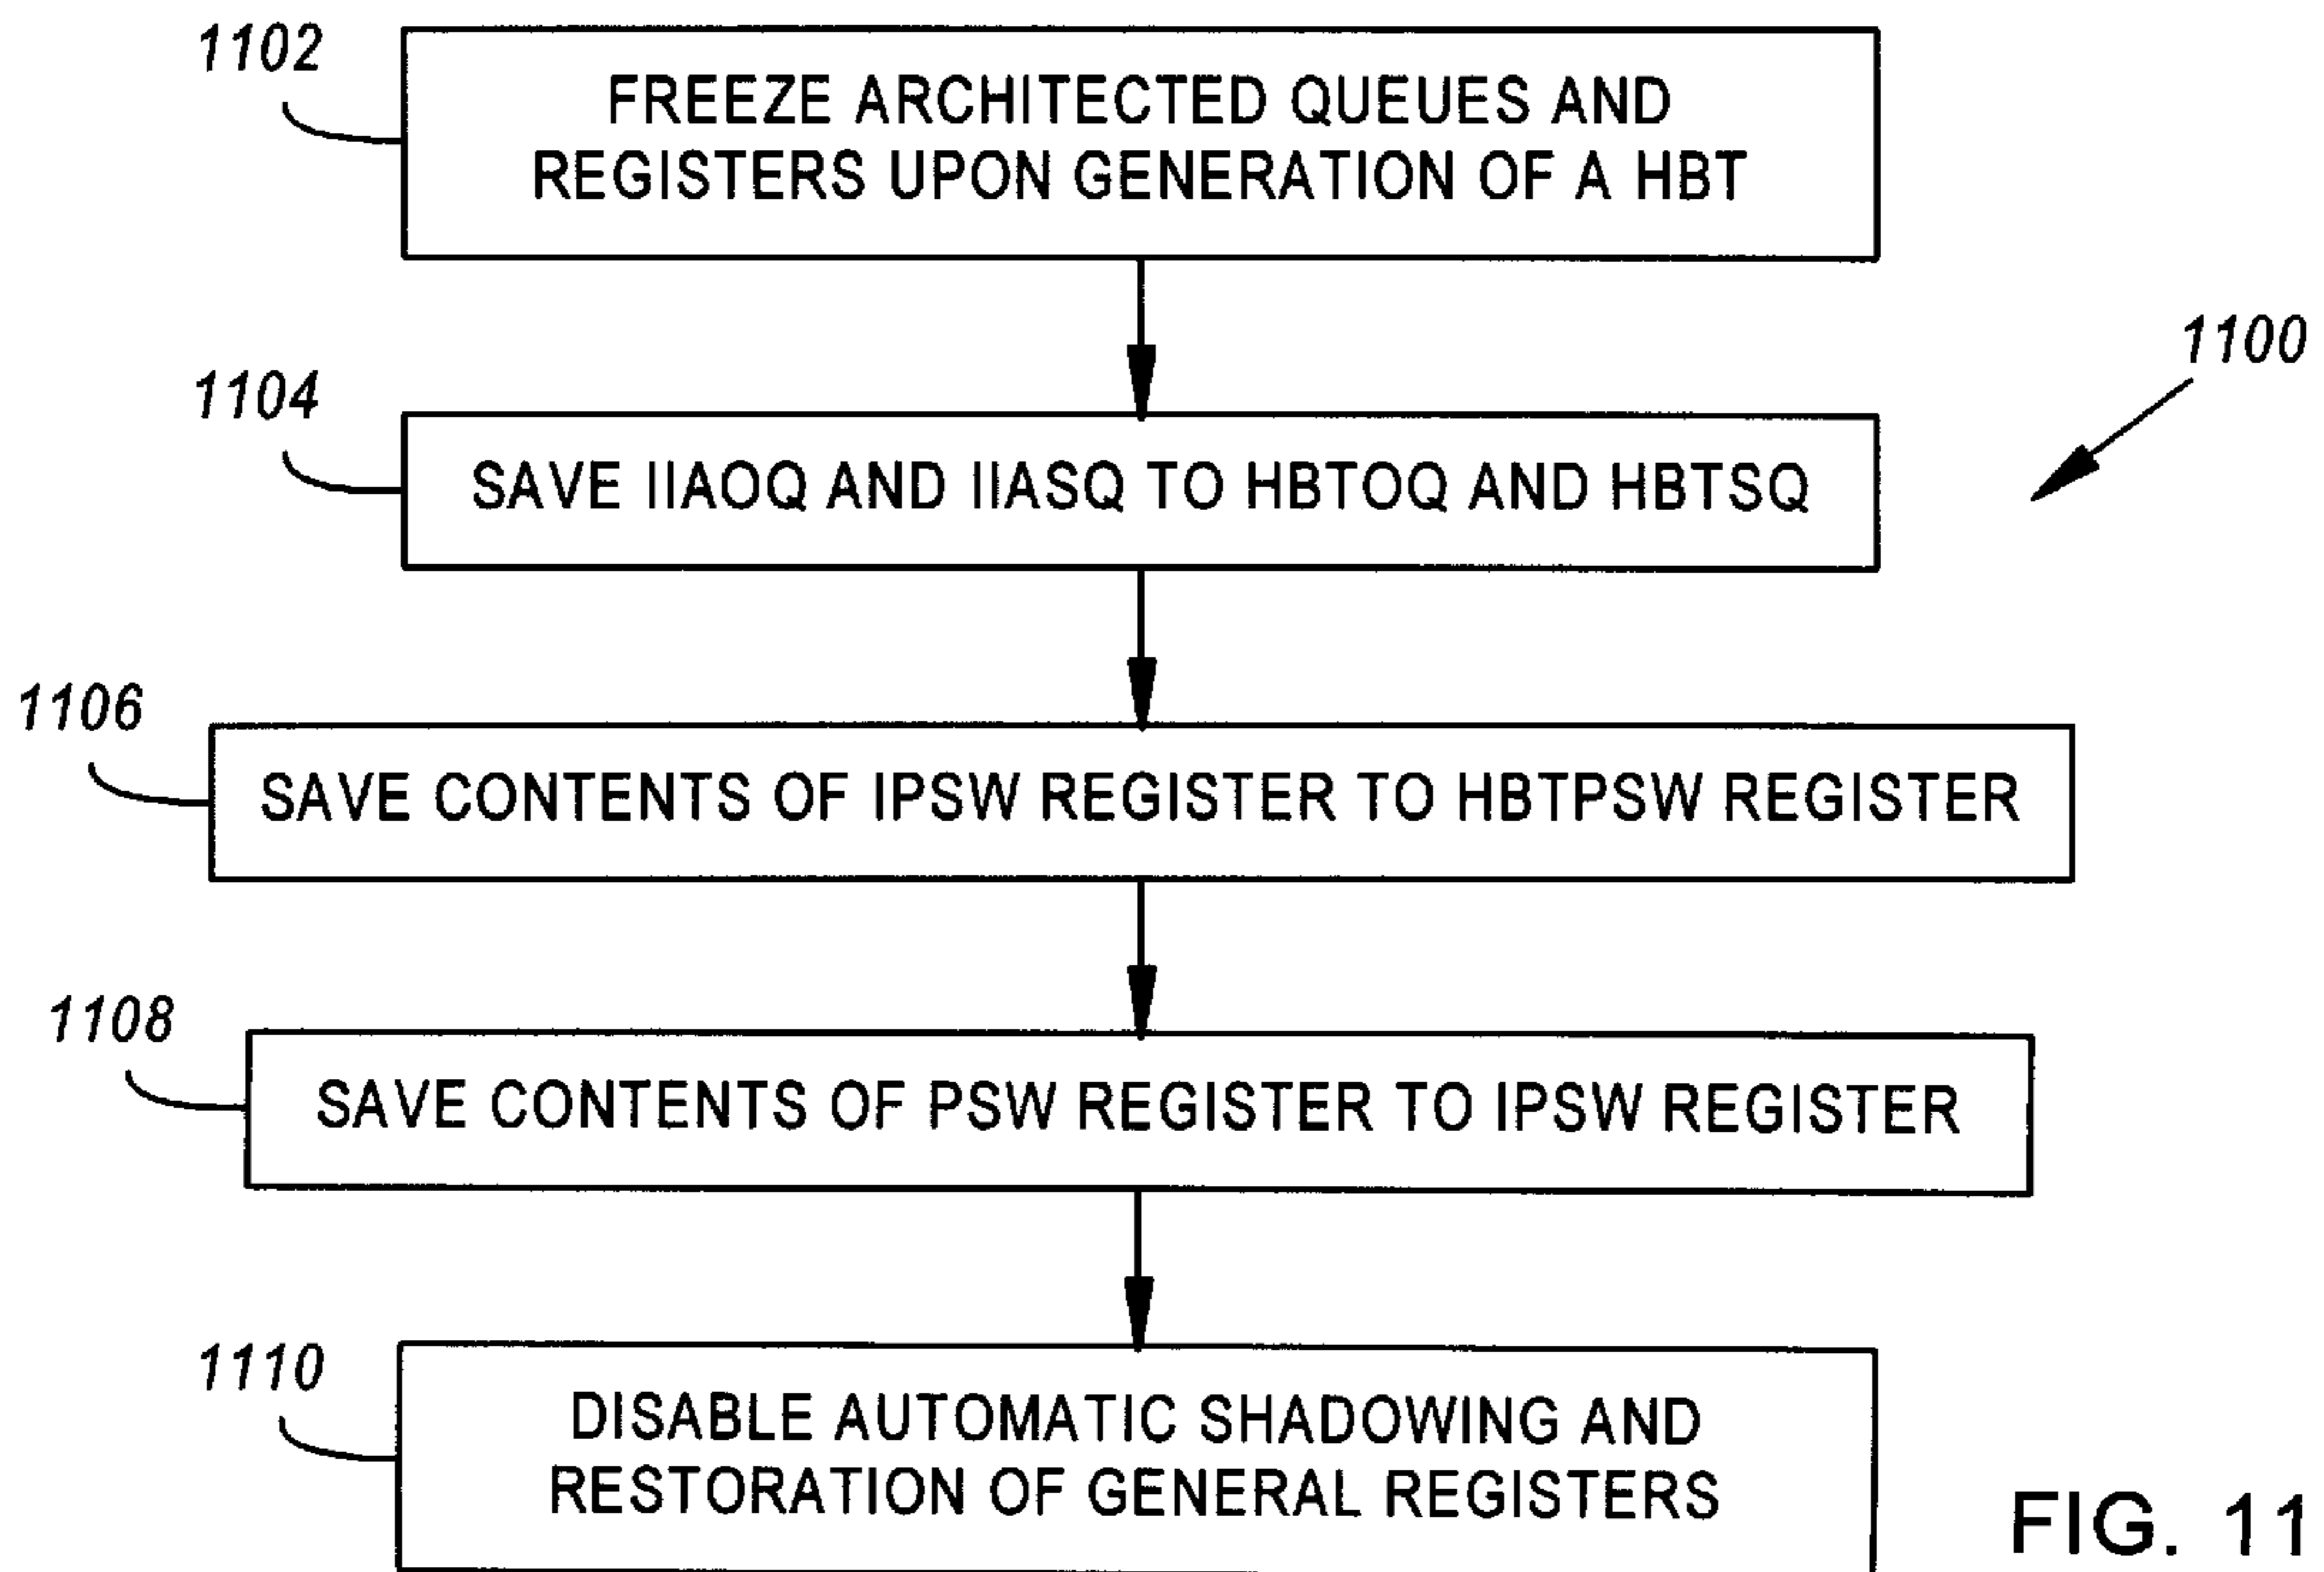 1102
FREEZE ARCHITECTED QUEUES AND
REGISTERS UPON GENERATION OF A HBT
1100
1104
SAVE IIAOQ AND IIASQ TO HBTOQ AND HBTSQ
1106
SAVE CONTENTS OF IPSW REGISTER TO HBTPSW REGISTER
1108
SAVE CONTENTS OF PSW REGISTER TO IPSW REGISTER
1110
DISABLE AUTOMATIC SHADOWING AND
RESTORATION OF GENERAL REGISTERS
FIG. 11